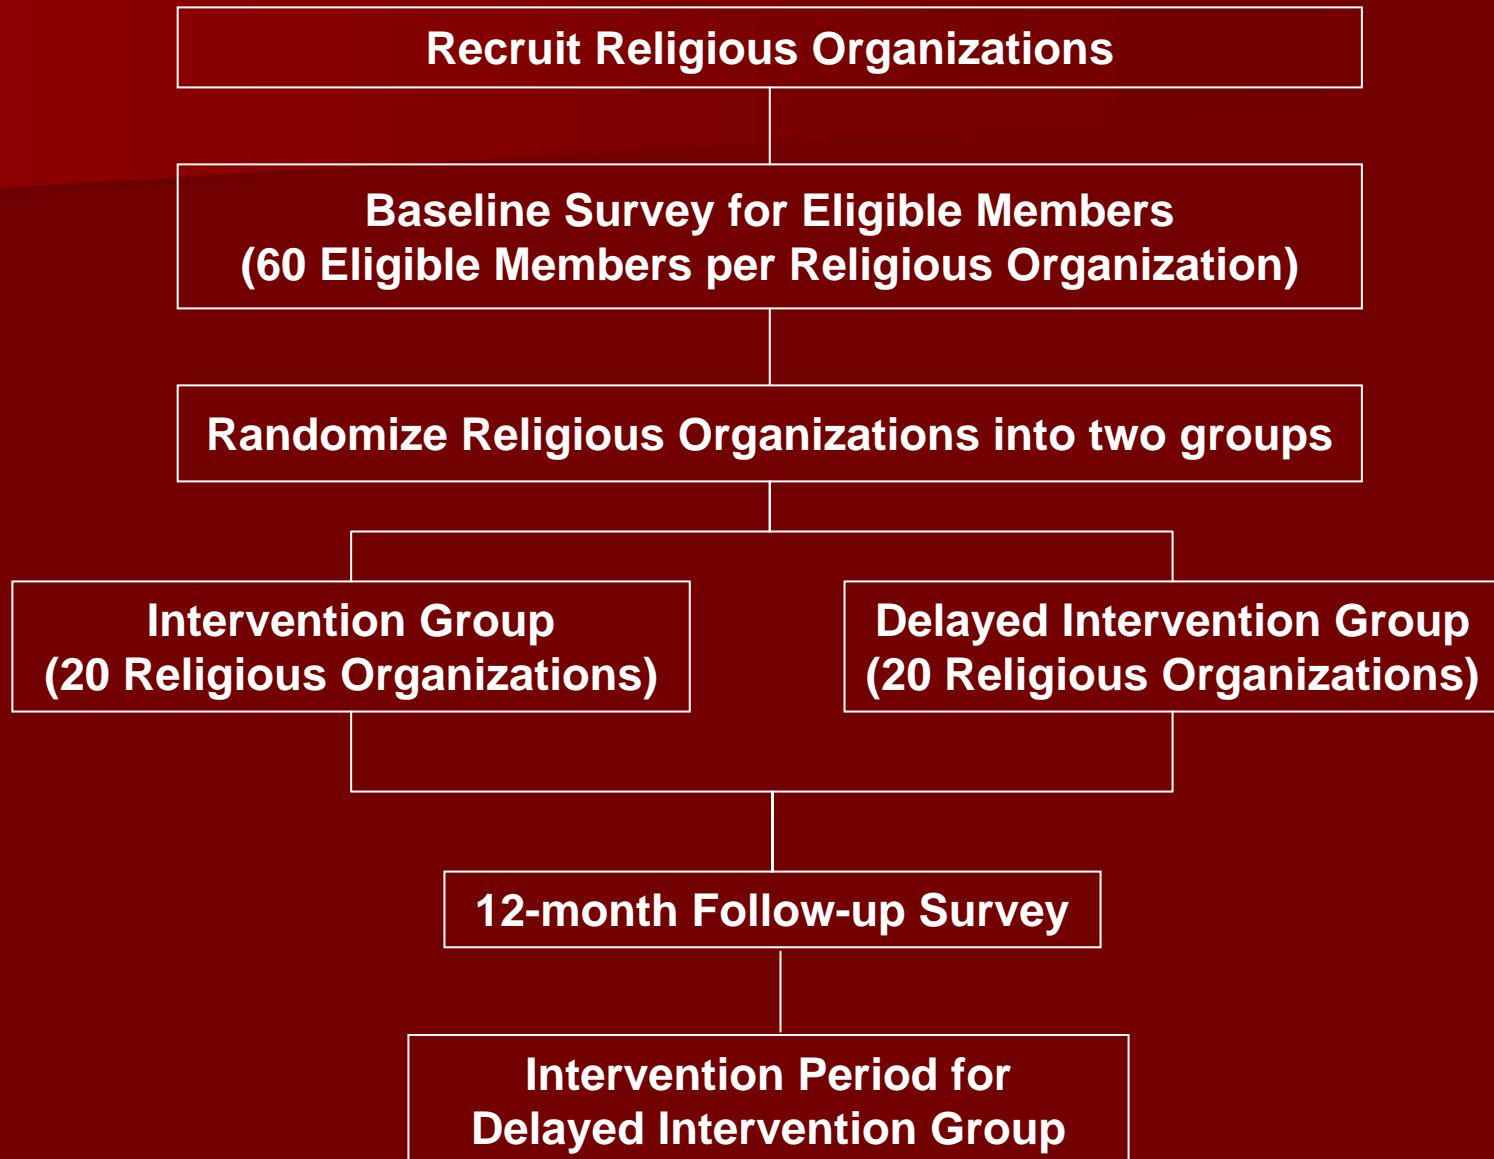 Recruit Religious Organizations
Baseline Survey for Eligible Members
(60 Eligible Members per Religious Organization)
Randomize Religious Organizations into two groups
Intervention Group
(20 Religious Organizations)
Delayed Intervention Group
(20 Religious Organizations)
12-month Follow-up Survey
Intervention Period for
Delayed Intervention Group